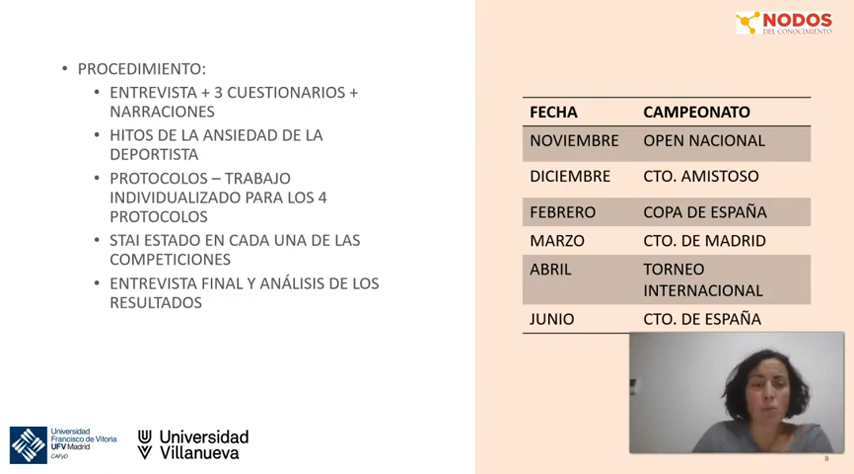 NODOS
DEL CONOCIMIENTO
• PROCEDIMIENTO:
• ENTREVISTA + 3 CUESTIONARIOS +
NARRACIONES
• HITOS DE LA ANSIEDAD DE LA
DEPORTISTA
• PROTOCOLOS – TRABAJO
INDIVIDUALIZADO PARA LOS 4
PROTOCOLOS
• STAI ESTADO EN CADA UNA DE LAS
COMPETICIONES
• ENTREVISTA FINAL Y ANÁLISIS DE LOS
RESULTADOS
FECHA CAMPEONATO
NOVIEMBRE OPEN NACIONAL
DICIEMBRE CTO. AMISTOSO
FEBRERO COPA DE ESPAÑA
MARZO CTO. DE MADRID
ABRIL TORNEO
INTERNACIONAL
JUNIO CTO. DE ESPAÑA
Universidad
Francisco de Vitoria
UFV Madrid
CAFyD
Universidad
Villanueva
8